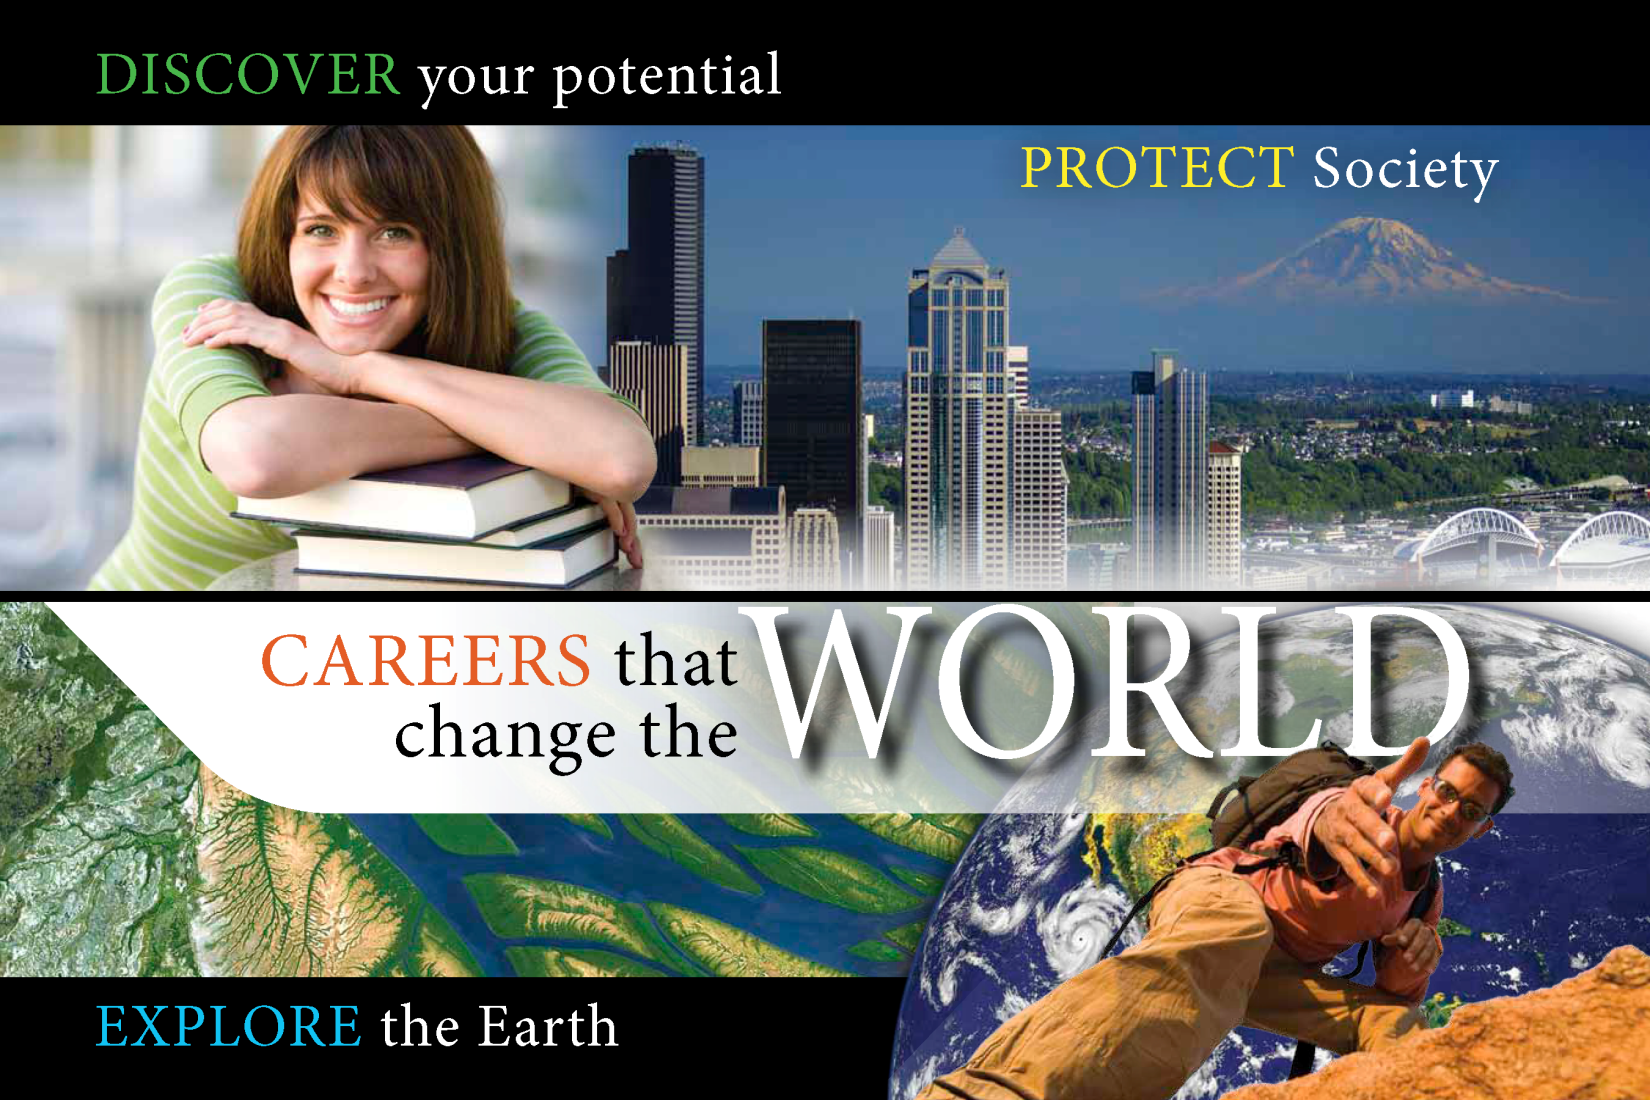 DISCOVER your potential
PROTECT Society
CAREERS that
change the
WORLD
EXPLORE the Earth